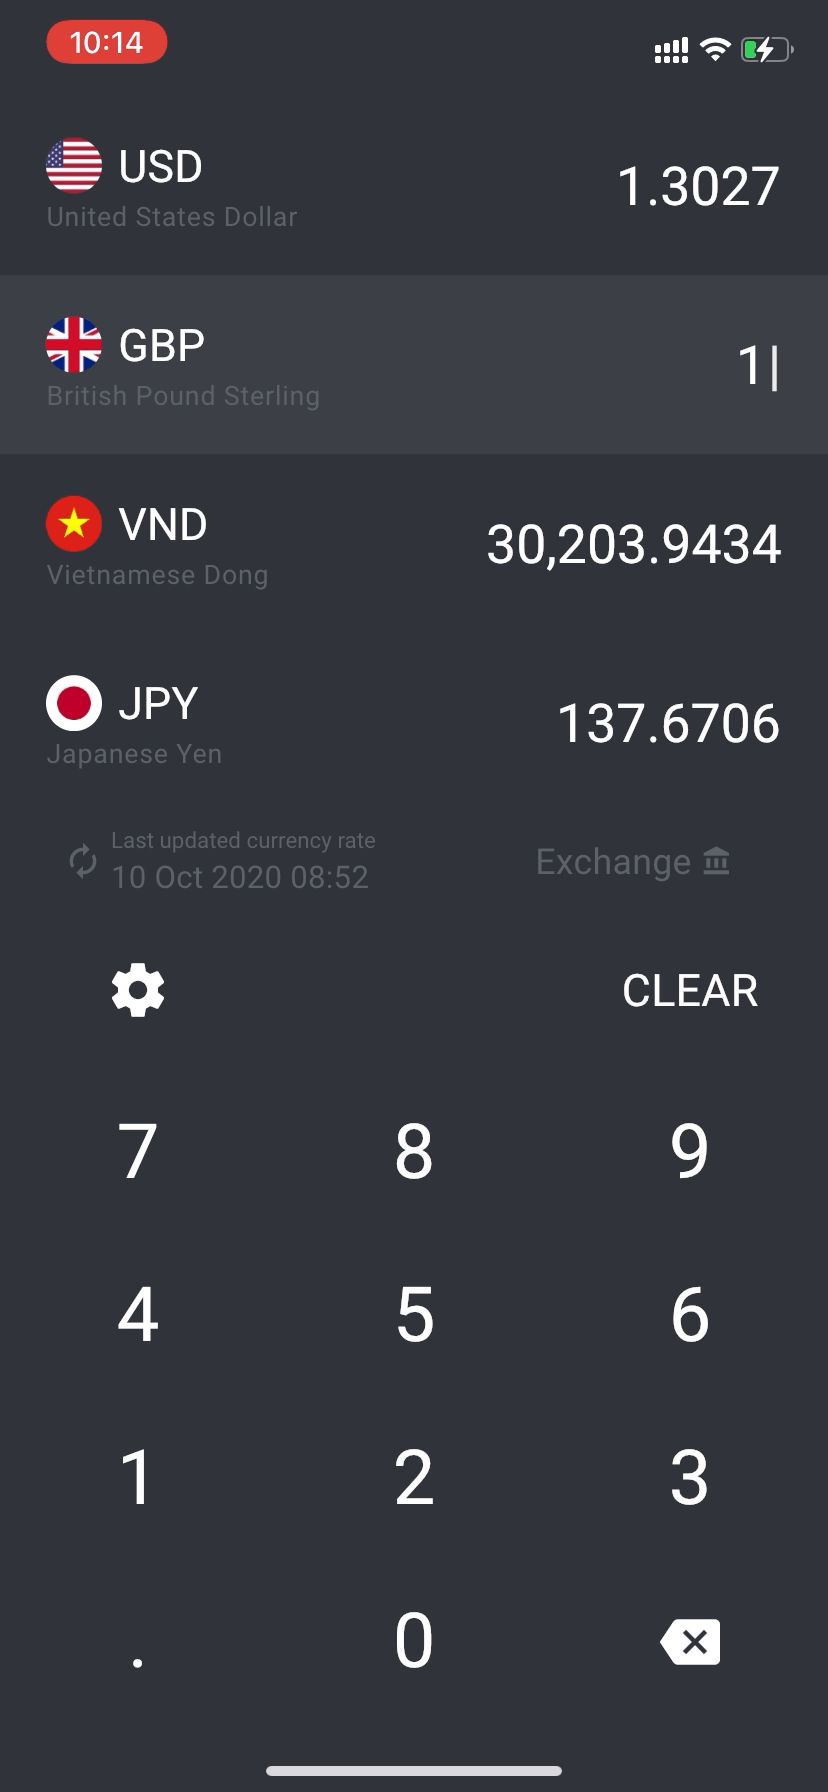 10:14
USD
1.3027
United States Dollar
GBP
1
British Pound Sterling
VND
30,203.9434
Vietnamese Dong
JPY
137.6706
Japanese Yen
Last updated currency rate
10 Oct 2020 08:52
Exchange
CLEAR
7 8 9
4 5 6
1 2 3
. 0